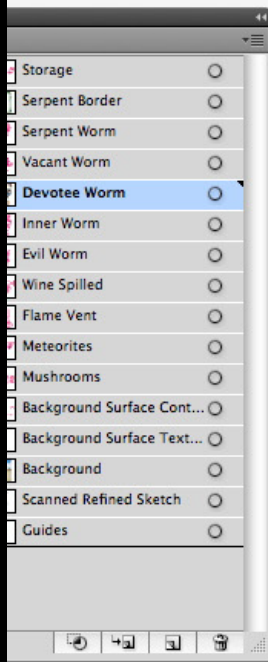 Storage
Serpent Border
Serpent Worm
Vacant Worm
Devotee Worm
Inner Worm
Evil Worm
Wine Spilled
Flame Vent
Meteorites
Mushrooms
Background Surface Cont...
Background Surface Text...
Background
Scanned Refined Sketch
Guides